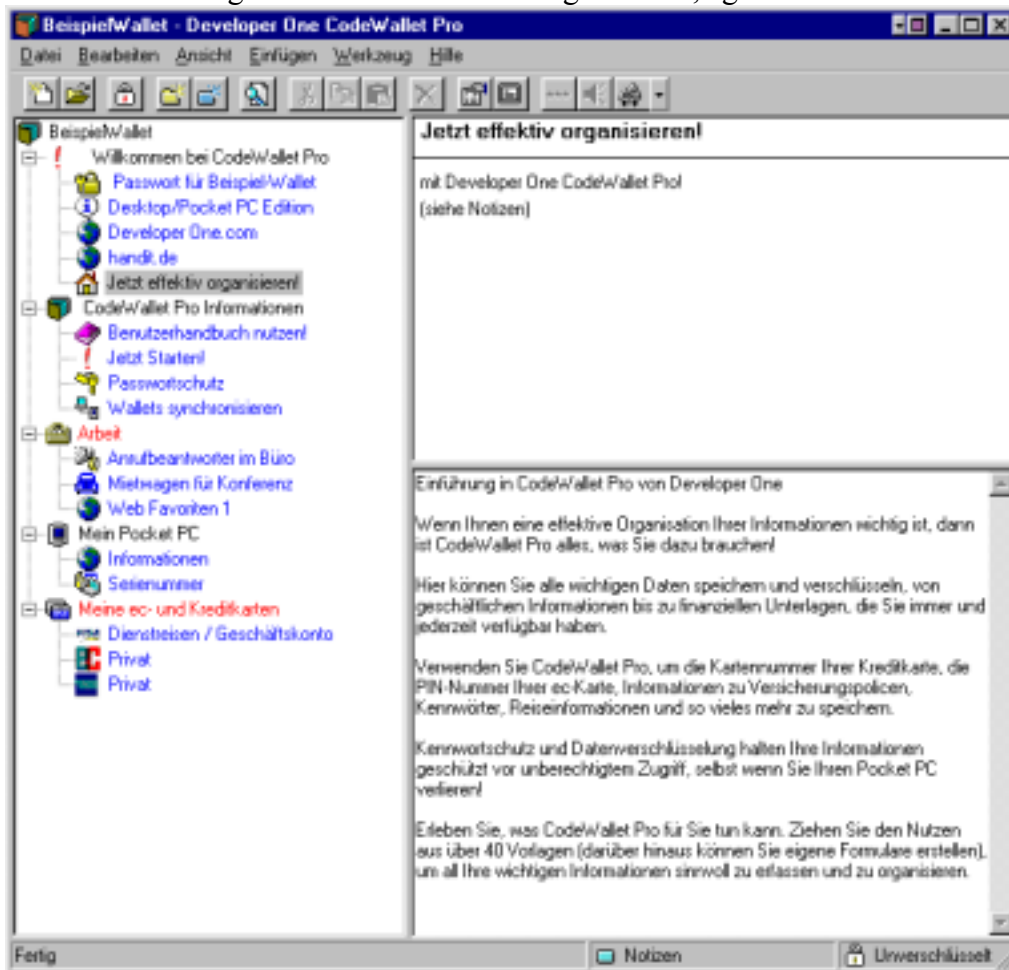 BeispielWallet - Developer One CodeWallet Pro
Datei Bearbeiten Ansicht Einfügen Werkzeug Hilfe
BeispielWallet
Willkommen bei CodeWallet Pro
Passwort für Beispiel-Wallet
Desktop/Pocket PC Edition
Developer One.com
handit.de
Jetzt effektiv organisieren!
CodeWallet Pro Informationen
Benutzerhandbuch nutzen!
Jetzt Starten!
Passwortschutz
Wallets synchronisieren
Arbeit
Anrufbeantworter im Büro
Mietwagen für Konferenz
Web Favoriten 1
Mein Pocket PC
Informationen
Serienummer
Meine ec- und Kreditkarten
Dienstreisen / Geschäftskonto
Privat
Privat
Jetzt effektiv organisieren!
mit Developer One CodeWallet Pro!
(siehe Notizen)
Einführung in CodeWallet Pro von Developer One
Wenn Ihnen eine effektive Organisation Ihrer Informationen wichtig ist, dann
ist CodeWallet Pro alles, was Sie dazu brauchen!
Hier können Sie alle wichtigen Daten speichern und verschlüsseln, von
geschäftlichen Informationen bis zu finanziellen Unterlagen, die Sie immer und
jederzeit verfügbar haben.
Verwenden Sie CodeWallet Pro, um die Kartennummer Ihrer Kreditkarte, die
PIN-Nummer Ihrer ec-Karte, Informationen zu Versicherungspolicen,
Kennwörter, Reiseinformationen und so vieles mehr zu speichern.
Kennwortschutz und Datenverschlüsselung halten Ihre Informationen
geschützt vor unberechtigtem Zugriff, selbst wenn Sie Ihren Pocket PC
verlieren!
Erleben Sie, was CodeWallet Pro für Sie tun kann. Ziehen Sie den Nutzen
aus über 40 Vorlagen (darüber hinaus können Sie eigene Formulare erstellen),
um all Ihre wichtigen Informationen sinnvoll zu erfassen und zu organisieren.
Fertig
Notizen
Unverschlüsselt